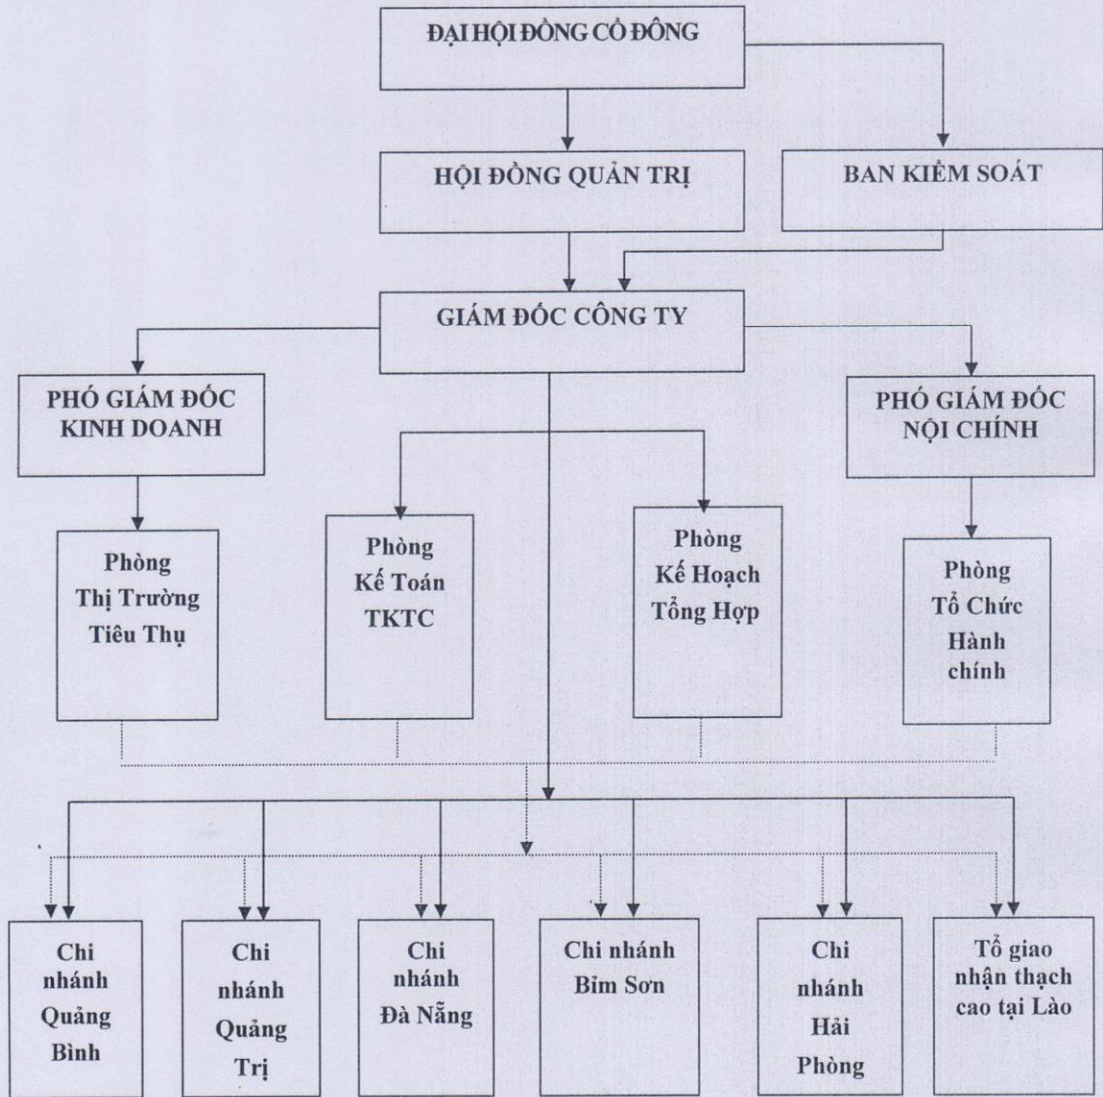 ĐẠI HỘI ĐỒNG CỔ ĐÔNG
HỘI ĐỒNG QUẢN TRỊ
BAN KIỂM SOÁT
GIÁM ĐỐC CÔNG TY
PHÓ GIÁM ĐỐC
KINH DOANH
PHÓ GIÁM ĐỐC
NỘI CHÍNH
Phòng
Thị Trường
Tiêu Thụ
Phòng
Kế Toán
TKTC
Phòng
Kế Hoạch
Tổng Hợp
Phòng
Tổ Chức
Hành
chính
Chi
nhánh
Quảng
Bình
Chi
nhánh
Quảng
Trị
Chi
nhánh
Đà Nẵng
Chi nhánh
Bỉm Sơn
Chi
nhánh
Hải
Phòng
Tổ giao
nhận thạch
cao tại Lào